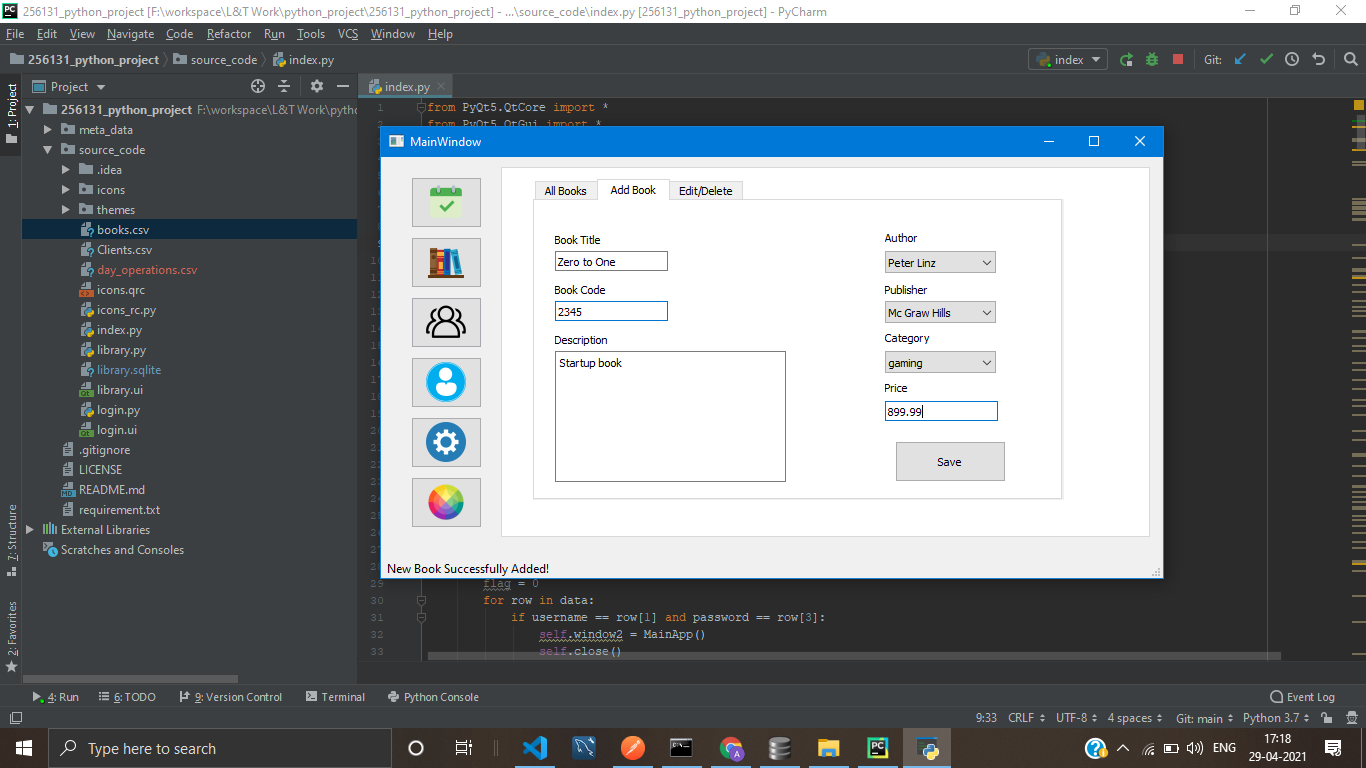 256131_python_project [F:\workspace\L&T Work\python_project\256131_python_project] - ...\source_code\index.py [256131_python_project] - PyCharm
File Edit View Navigate Code Refactor Run Tools VCS Window Help
256131_python_project source_code index.py index Git:
1: Project
Project
index.py
256131_python_project F:\workspace\L&T Work\pytho
meta_data
source_code
.idea
icons
themes
books.csv
Clients.csv
day_operations.csv
icons.qrc
icons_rc.py
index.py
library.py
library.sqlite
library.ui
login.py
login.ui
.gitignore
LICENSE
README.md
requirement.txt
External Libraries
Scratches and Consoles
7: Structure
2: Favorites
1 from PyQt5.QtCore import *
from PyQt5.QtGui import *
MainWindow
All Books Add Book Edit/Delete
Book Title
Zero to One
Book Code
2345
Description
Startup book
Author
Peter Linz
Publisher
Mc Graw Hills
Category
gaming
Price
899.99
Save
New Book Successfully Added!
29 flag = 0
30 for row in data:
31 if username == row[1] and password == row[3]:
32 self.window2 = MainApp()
33 self.close()
4: Run 6: TODO 9: Version Control Terminal Python Console Event Log
9:33 CRLF UTF-8 4 spaces Git: main Python 3.7
Type here to search
ENG
17:18
29-04-2021